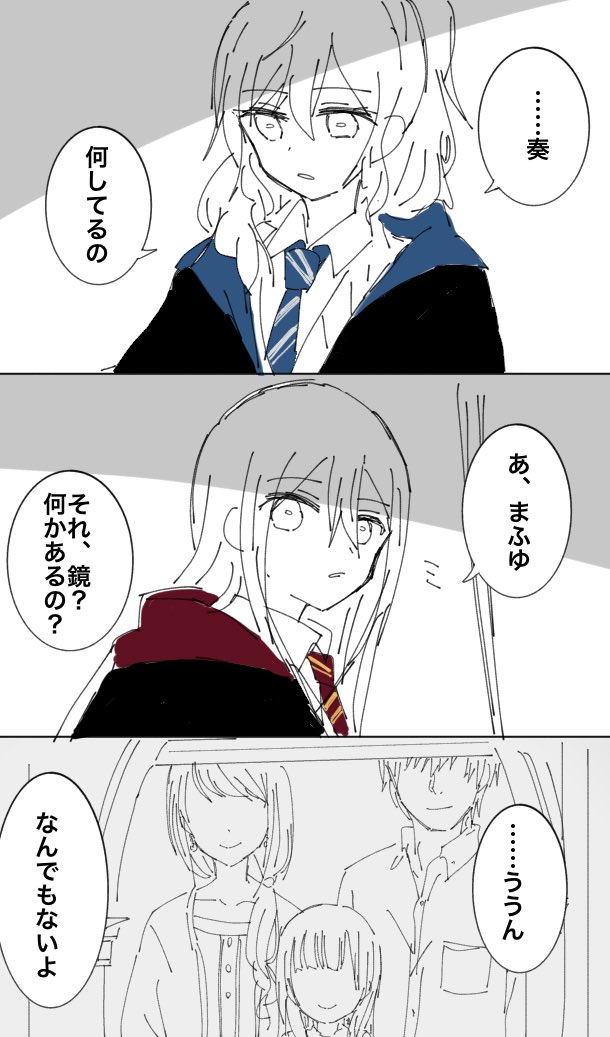 ……奏
何してるの
あ、まふゆ
それ、鏡？
何かあるの？
……ううん
なんでもないよ